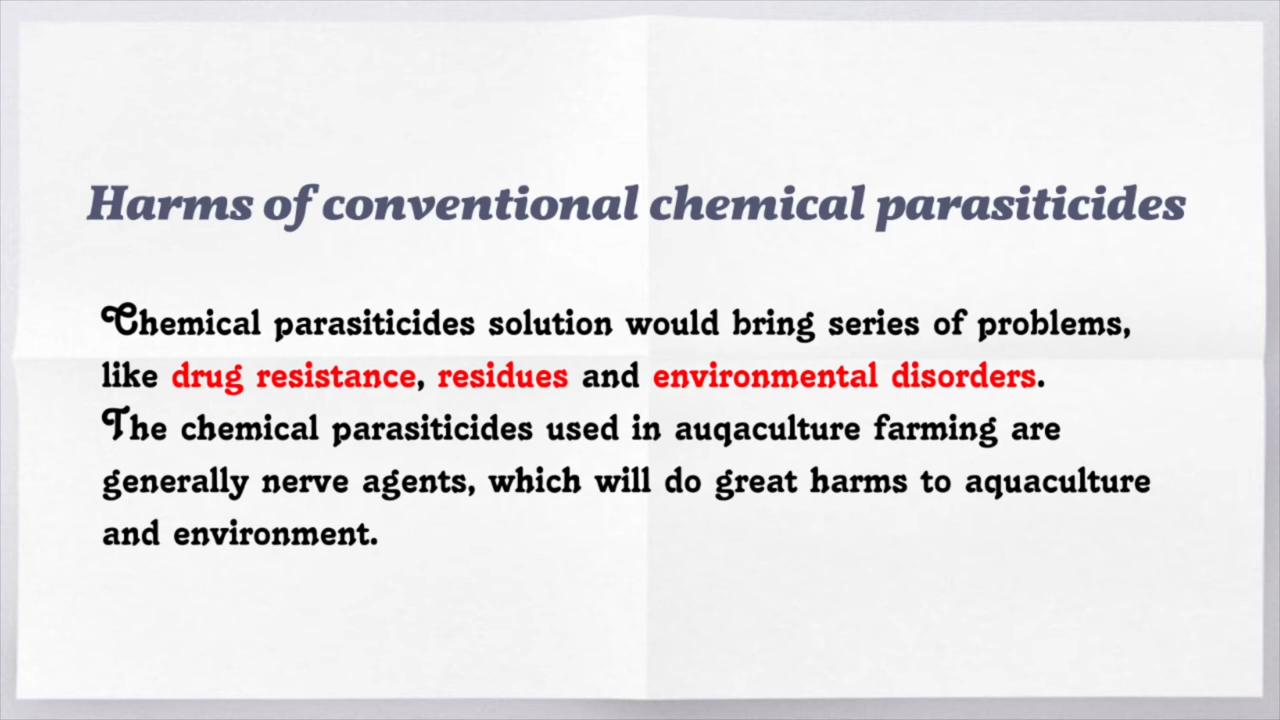 Harms of conventional chemical parasiticides
Chemical parasiticides solution would bring series of problems,
like drug resistance, residues and environmental disorders.
The chemical parasiticides used in auqaculture farming are
generally nerve agents, which will do great harms to aquaculture
and environment.